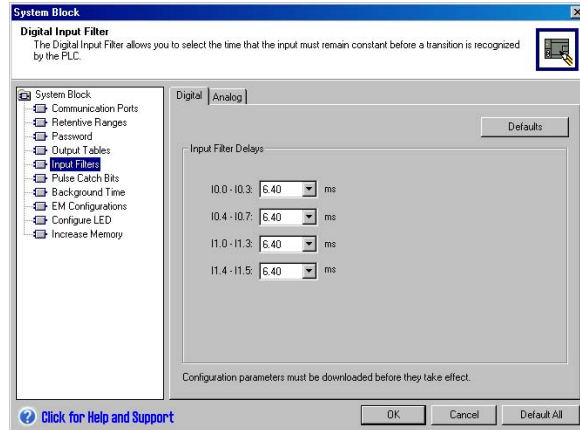 System Block
Digital Input Filter
The Digital Input Filter allows you to select the time that the input must remain constant before a transition is recognized
by the PLC.
System Block
Communication Ports
Retentive Ranges
Password
Output Tables
Input Filters
Pulse Catch Bits
Background Time
EM Configurations
Configure LED
Increase Memory
Digital Analog
Defaults
Input Filter Delays
I0.0 - I0.3: 6.40 ms
I0.4 - I0.7: 6.40 ms
I1.0 - I1.3: 6.40 ms
I1.4 - I1.5: 6.40 ms
Configuration parameters must be downloaded before they take effect.
Click for Help and Support
OK Cancel Default All